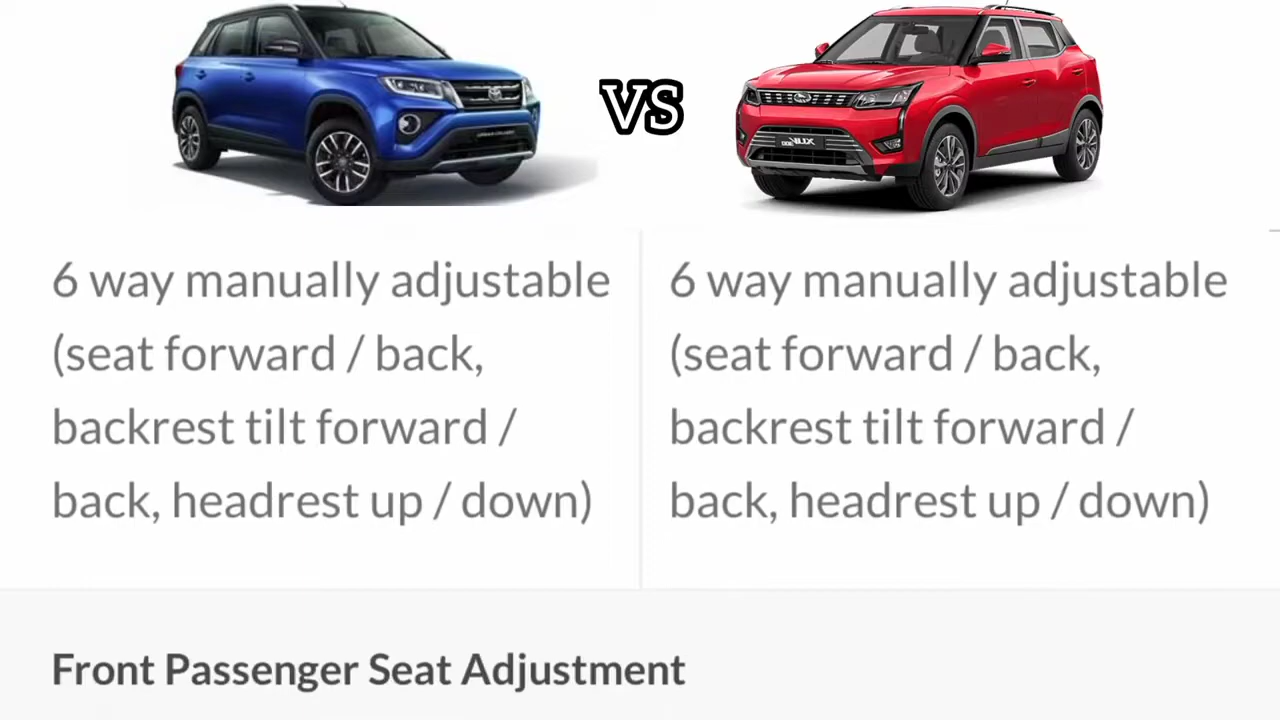 VS
6 way manually adjustable
(seat forward / back,
backrest tilt forward /
back, headrest up / down)
6 way manually adjustable
(seat forward / back,
backrest tilt forward /
back, headrest up / down)
Front Passenger Seat Adjustment